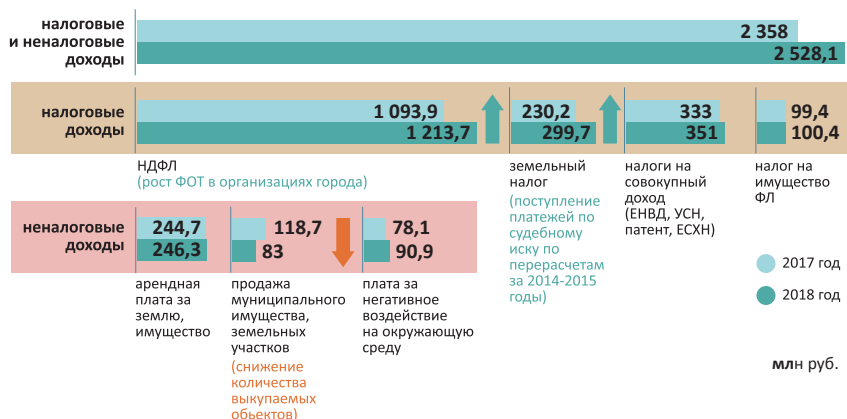 налоговые
и неналоговые
доходы
2 358
2 528,1
налоговые
доходы
1 093,9
1 213,7
230,2
299,7
333
351
99,4
100,4
НДФЛ
(рост ФОТ в организациях города)
земельный
налог
(поступление
платежей по
судебному
иску по
перерасчетам
за 2014-2015
годы)
налоги на
совокупный
доход
(ЕНВД, УСН,
патент, ЕСХН)
налог на
имущество
ФЛ
неналоговые
доходы
244,7
246,3
118,7
83
78,1
90,9
арендная
плата за
землю,
имущество
продажа
муниципального
имущества,
земельных
участков
(снижение
количества
выкупаемых
обьектов)
плата за
негативное
воздействие
на окружающую
среду
2017 год
2018 год
млн руб.